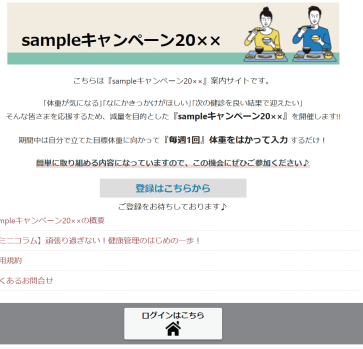 sampleキャンペーン20××
こちらは『sampleキャンペーン20××』案内サイトです。
「体重が気になる」「なにかきっかけがほしい」「次の健診を良い結果で迎えたい」
そんな皆さまを応援するため、減量を目的とした『sampleキャンペーン20××』を開催します!!
期間中は自分で立てた目標体重に向かって『毎週1回』体重をはかって入力 するだけ！
簡単に取り組める内容になっていますので、この機会にぜひご参加ください♪
登録はこちらから
ご登録をお待ちしております♪
mpleキャンペーン20××の概要
ミニコラム】頑張り過ぎない！健康管理のはじめの一歩！
用規約
くあるお問合せ
ログインはこちら